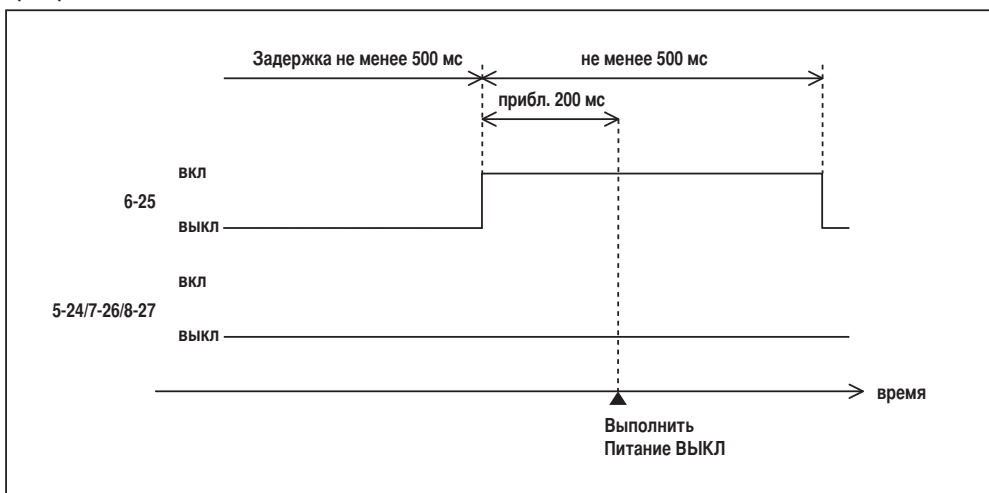 Задержка не менее 500 мс
не менее 500 мс
прибл. 200 мс
вкл
6-25
выкл
вкл
5-24/7-26/8-27
выкл
время
Выполнить
Питание ВЫКЛ